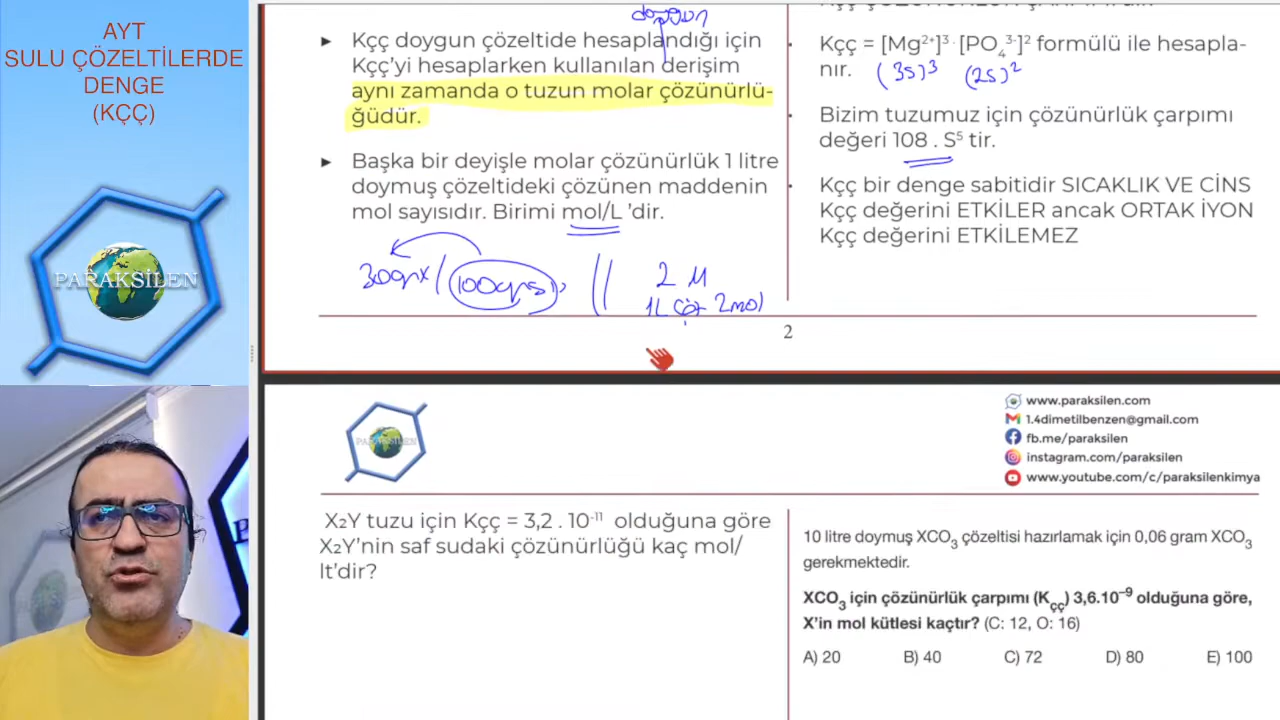 AYT
SULU ÇÖZELTİLERDE
DENGE
(KÇÇ)
PARAKSİLEN
doygun
► Kçç doygun çözeltide hesaplandığı için
Kçç'yi hesaplarken kullanılan derişim
aynı zamanda o tuzun molar çözünürlü-
ğüdür.
► Başka bir deyişle molar çözünürlük 1 litre
doymuş çözeltideki çözünen maddenin
mol sayısıdır. Birimi mol/L 'dir.
30grX/100grsu
2 M
1L çöz 2mol
Kçç = [Mg²⁺]³·[PO₄³⁻]² formülü ile hesapla-
nır. (3s)³ (2s)²
Bizim tuzumuz için çözünürlük çarpımı
değeri 108 . S⁵ tir.
Kçç bir denge sabitidir SICAKLIK VE CİNS
Kçç değerini ETKİLER ancak ORTAK İYON
Kçç değerini ETKİLEMEZ
2
PARAKSİLEN
www.paraksilen.com
1.4dimetilbenzen@gmail.com
fb.me/paraksilen
instagram.com/paraksilen
www.youtube.com/c/paraksilenkimya
X₂Y tuzu için Kçç = 3,2 . 10⁻¹¹ olduğuna göre
X₂Y'nin saf sudaki çözünürlüğü kaç mol/
lt'dir?
10 litre doymuş XCO₃ çözeltisi hazırlamak için 0,06 gram XCO₃
gerekmektedir.
XCO₃ için çözünürlük çarpımı (Kçç) 3,6.10⁻⁹ olduğuna göre,
X'in mol kütlesi kaçtır? (C: 12, O: 16)
A) 20 B) 40 C) 72 D) 80 E) 100